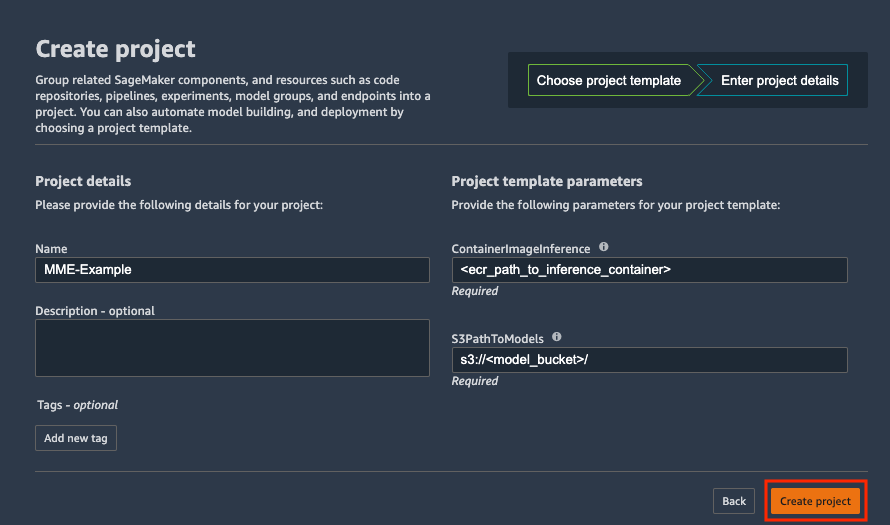 Create project
Group related SageMaker components, and resources such as code
repositories, pipelines, experiments, model groups, and endpoints into a
project. You can also automate model building, and deployment by
choosing a project template.
Choose project template
Enter project details
Project details
Please provide the following details for your project:
Name
MME-Example
Description - optional
Tags - optional
Add new tag
Project template parameters
Provide the following parameters for your project template:
ContainerImageInference
<ecr_path_to_inference_container>
Required
S3PathToModels
s3://<model_bucket>/
Required
Back
Create project